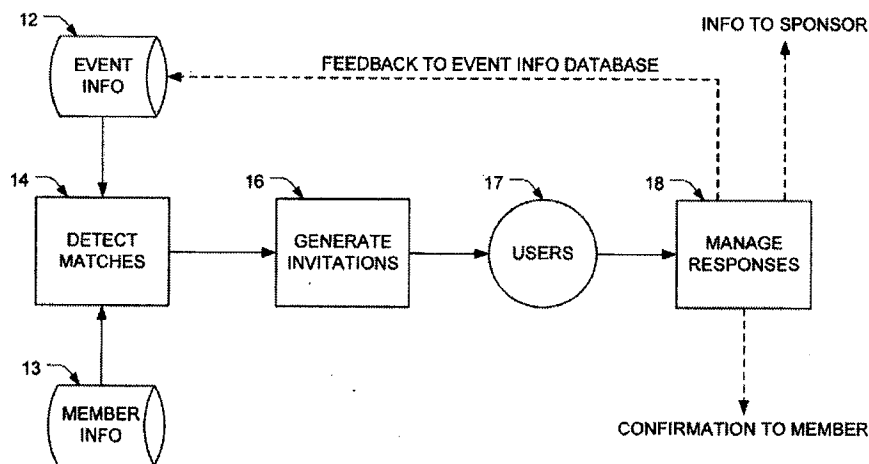 12
INFO TO SPONSOR
EVENT
INFO
FEEDBACK TO EVENT INFO DATABASE
14
16
17
18
DETECT
MATCHES
GENERATE
INVITATIONS
USERS
MANAGE
RESPONSES
13
MEMBER
INFO
CONFIRMATION TO MEMBER